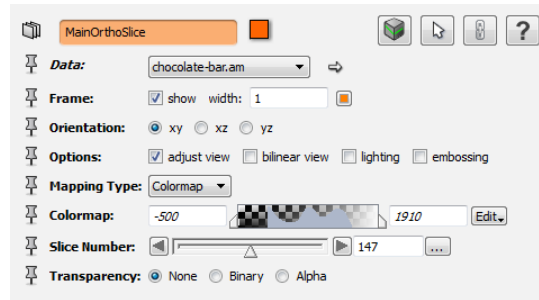 MainOrthoSlice ?
Data: chocolate-bar.am
Frame: show width: 1
Orientation: xy xz yz
Options: adjust view bilinear view lighting embossing
Mapping Type: Colormap
Colormap: -500 1910 Edit
Slice Number: 147 ...
Transparency: None Binary Alpha